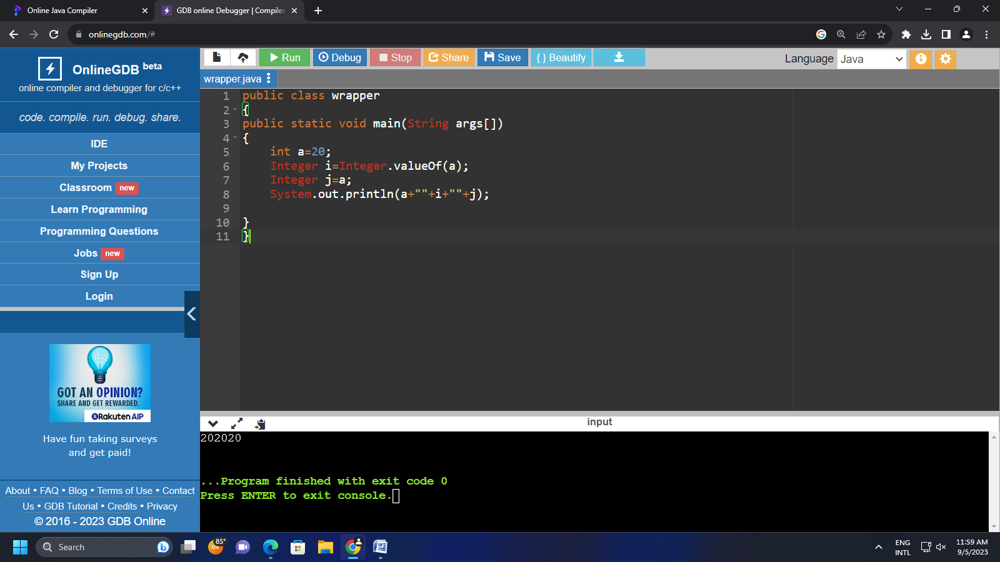 Online Java Compiler
GDB online Debugger | Compiler
onlinegdb.com/#
OnlineGDB beta
online compiler and debugger for c/c++
code. compile. run. debug. share.
IDE
My Projects
Classroom new
Learn Programming
Programming Questions
Jobs new
Sign Up
Login
GOT AN OPINION?
SHARE AND GET REWARDED.
Rakuten AIP
Have fun taking surveys
and get paid!
About • FAQ • Blog • Terms of Use • Contact
Us • GDB Tutorial • Credits • Privacy
© 2016 - 2023 GDB Online
Run Debug Stop Share Save { } Beautify
Language Java
wrapper.java
1 public class wrapper
2 {
3 public static void main(String args[])
4 {
5 int a=20;
6 Integer i=Integer.valueOf(a);
7 Integer j=a;
8 System.out.println(a+""+i+""+j);
9
10 }
11 }
input
202020
...Program finished with exit code 0
Press ENTER to exit console.
Search
85°
UV
ENG
INTL
11:59 AM
9/5/2023